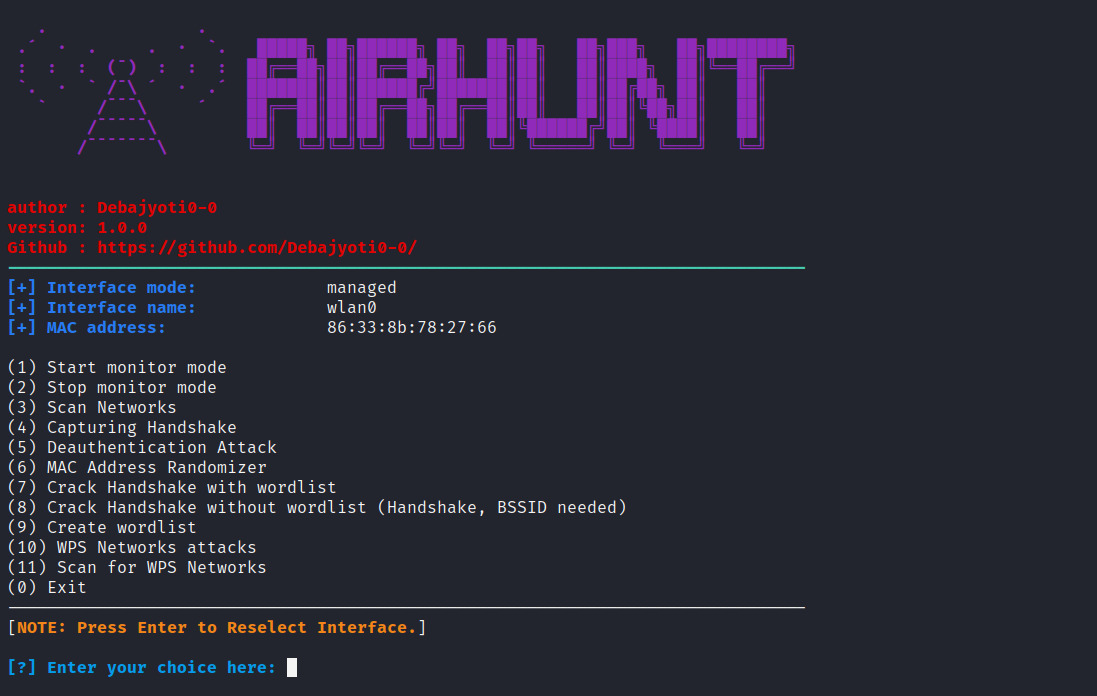 AIRHUNT
author : Debajyoti0-0
version: 1.0.0
Github : https://github.com/Debajyoti0-0/
[+] Interface mode: managed
[+] Interface name: wlan0
[+] MAC address: 86:33:8b:78:27:66
(1) Start monitor mode
(2) Stop monitor mode
(3) Scan Networks
(4) Capturing Handshake
(5) Deauthentication Attack
(6) MAC Address Randomizer
(7) Crack Handshake with wordlist
(8) Crack Handshake without wordlist (Handshake, BSSID needed)
(9) Create wordlist
(10) WPS Networks attacks
(11) Scan for WPS Networks
(0) Exit
[NOTE: Press Enter to Reselect Interface.]
[?] Enter your choice here: